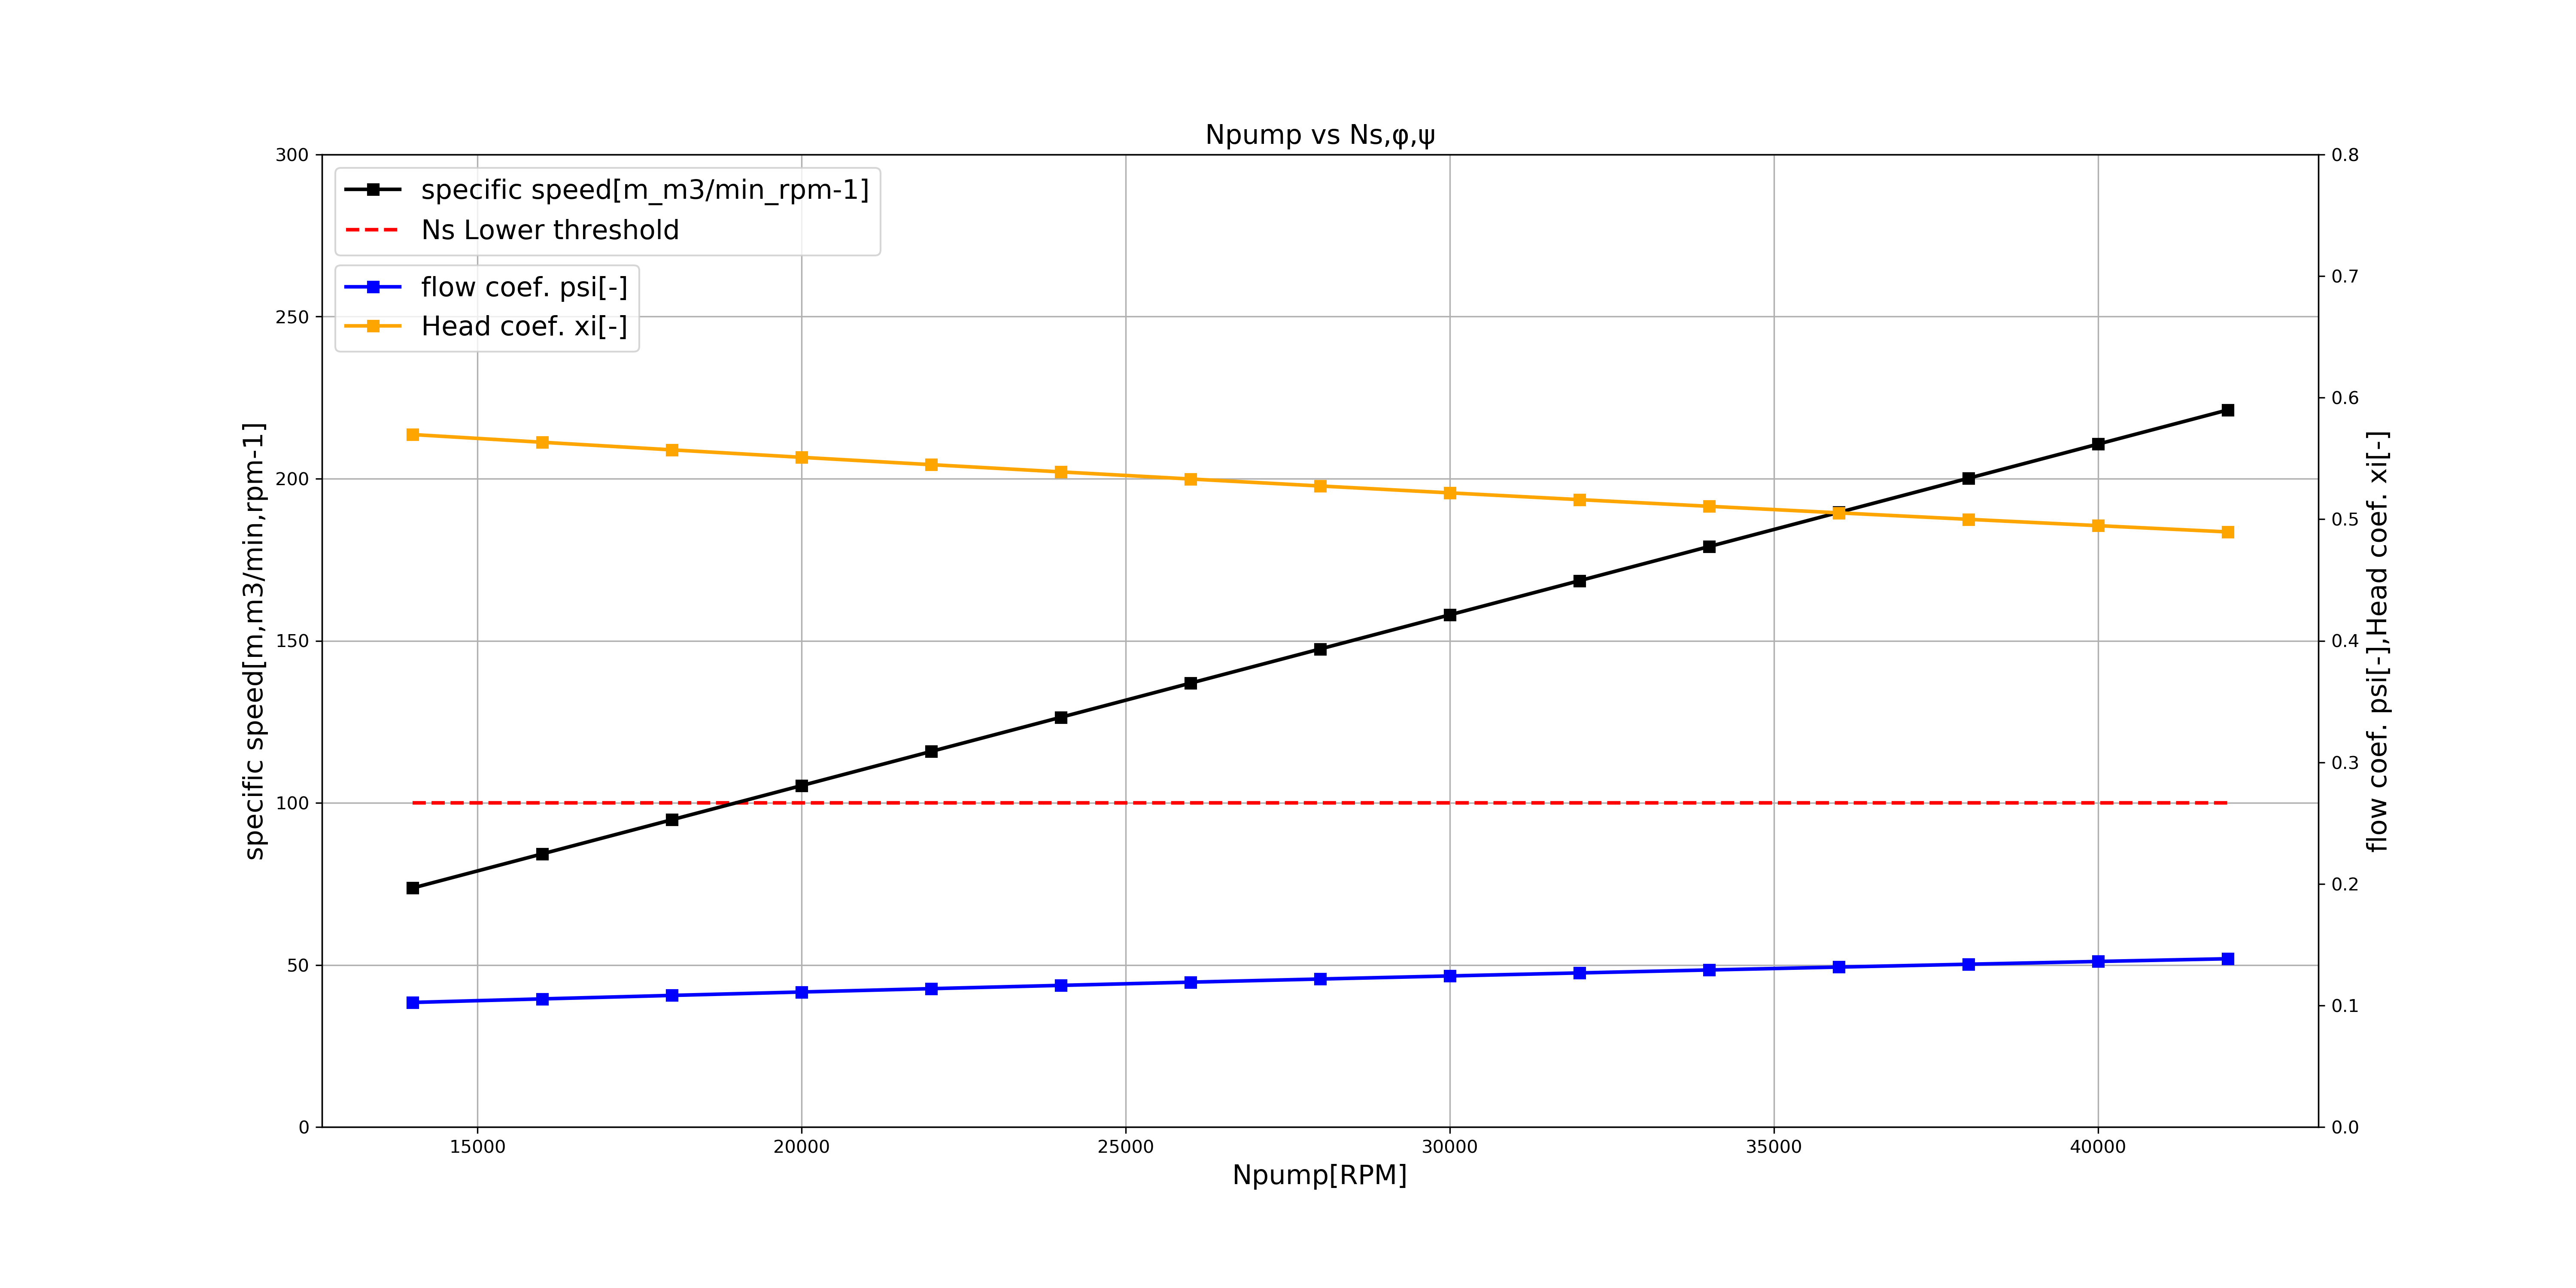 Npump vs Ns,φ,ψ
300
250
200
150
100
50
0
specific speed[m,m3/min,rpm-1]
specific speed[m_m3/min_rpm-1]
Ns Lower threshold
flow coef. psi[-]
Head coef. xi[-]
0.8
0.7
0.6
0.5
0.4
0.3
0.2
0.1
0.0
flow coef. psi[-],Head coef. xi[-]
15000
20000
25000
30000
35000
40000
Npump[RPM]